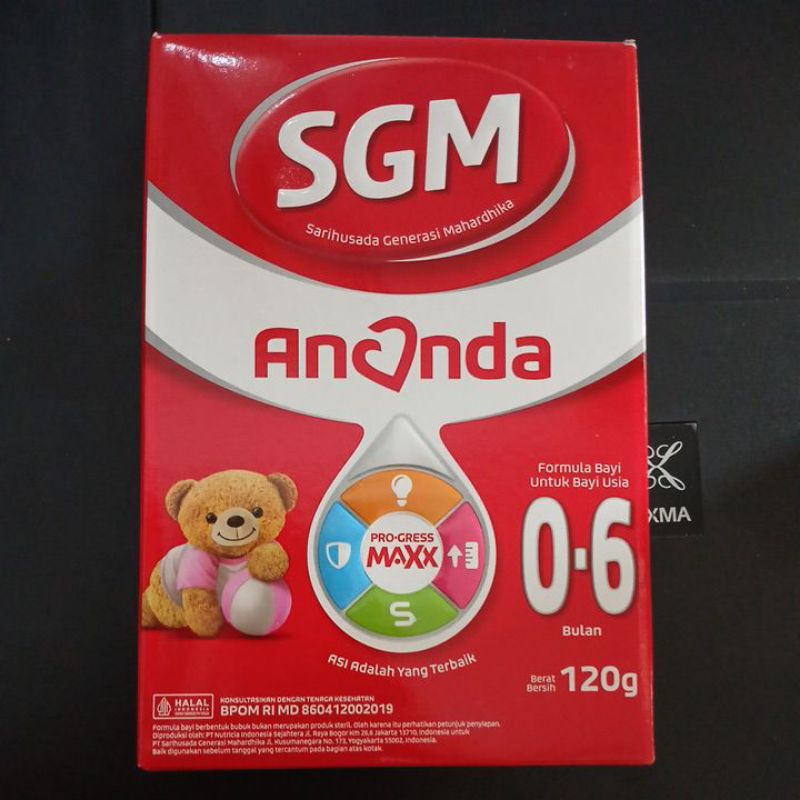 SGM
Sarihusada Generasi Mahardhika
Ananda
Formula Bayi
Untuk Bayi Usia
0-6
Bulan
PRO-GRESS
MAXx
S
XMA
ASI Adalah Yang Terbaik
Berat
Bersih 120g
HALAL
INDONESIA
KONSULTASIKAN DENGAN TENAGA KESEHATAN
BPOM RI MD 860412002019
Formula bayi berbentuk bubuk bukan merupakan produk steril. Oleh karena itu perhatikan petunjuk penyiapan.
Diproduksi oleh: PT Nutricia Indonesia Sejahtera Jl. Raya Bogor Km 26,6 Jakarta 13710, Indonesia untuk
PT Sarihusada Generasi Mahardhika Jl. Kusumanegara No. 173, Yogyakarta 55002, Indonesia.
Baik digunakan sebelum tanggal yang tercantum pada bagian atas kotak.